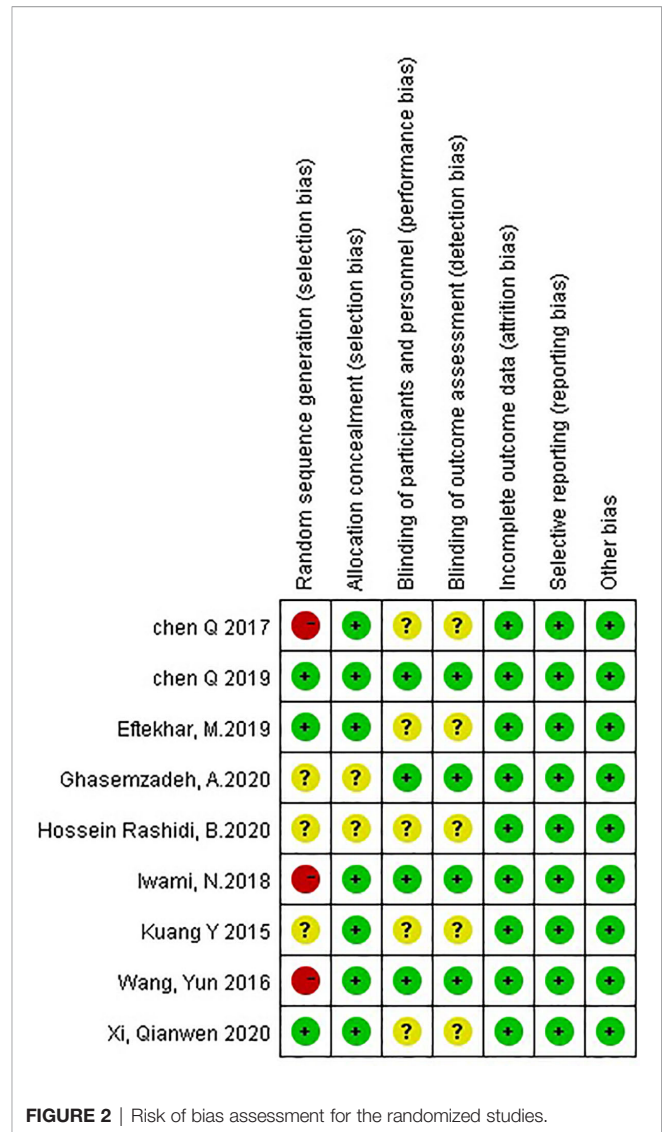 Random sequence generation (selection bias)
Allocation concealment (selection bias)
Blinding of participants and personnel (performance bias)
Blinding of outcome assessment (detection bias)
Incomplete outcome data (attrition bias)
Selective reporting (reporting bias)
Other bias
chen Q 2017 - + ? ? + + +
chen Q 2019 + + + + + + +
Eftekhar, M.2019 + + ? ? + + +
Ghasemzadeh, A.2020 ? ? + + + + +
Hossein Rashidi, B.2020 ? ? ? ? + + +
Iwami, N.2018 - + + + + + +
Kuang Y 2015 ? + ? ? + + +
Wang, Yun 2016 - + + + + + +
Xi, Qianwen 2020 + + ? ? + + +
FIGURE 2 | Risk of bias assessment for the randomized studies.